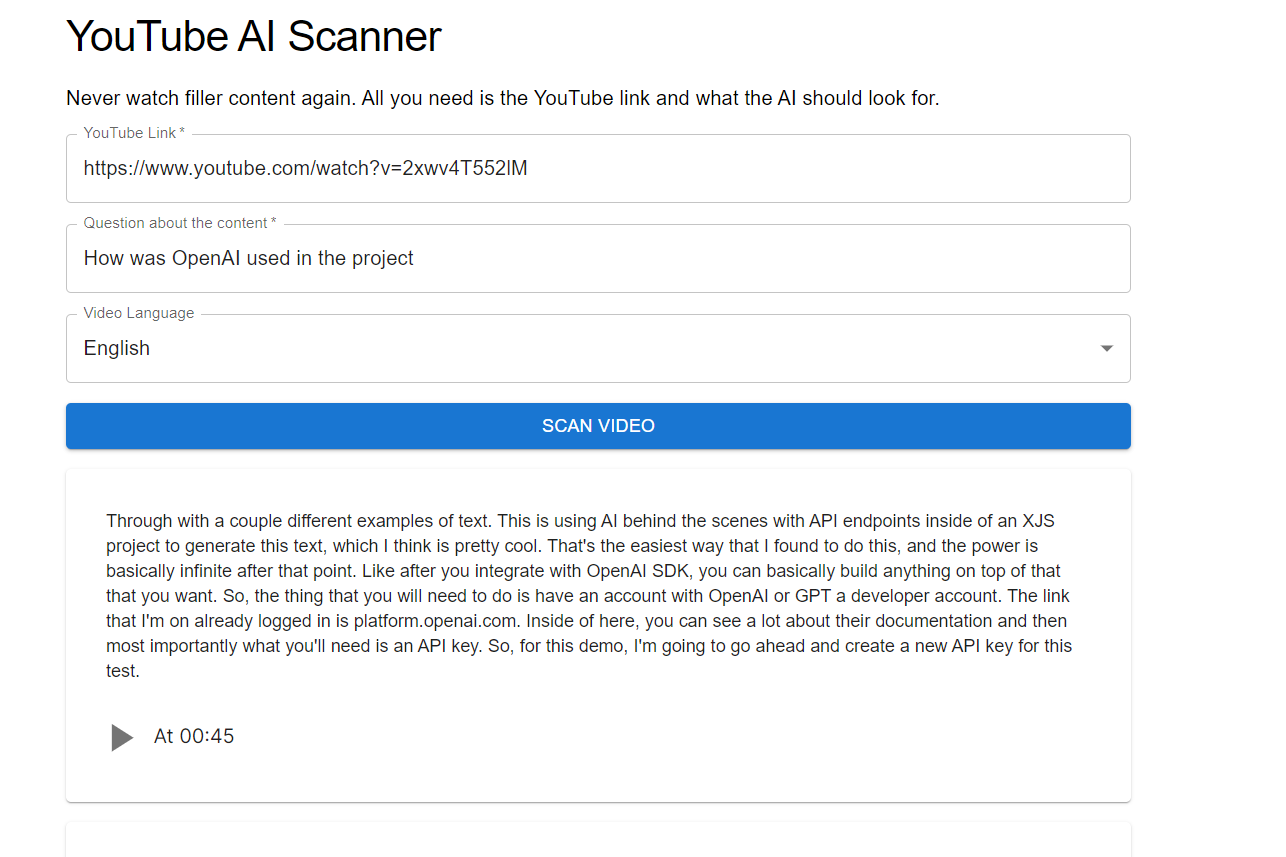 YouTube AI Scanner
Never watch filler content again. All you need is the YouTube link and what the AI should look for.
YouTube Link *
https://www.youtube.com/watch?v=2xwv4T552lM
Question about the content *
How was OpenAI used in the project
Video Language
English
SCAN VIDEO
Through with a couple different examples of text. This is using AI behind the scenes with API endpoints inside of an XJS
project to generate this text, which I think is pretty cool. That's the easiest way that I found to do this, and the power is
basically infinite after that point. Like after you integrate with OpenAI SDK, you can basically build anything on top of that
that you want. So, the thing that you will need to do is have an account with OpenAI or GPT a developer account. The link
that I'm on already logged in is platform.openai.com. Inside of here, you can see a lot about their documentation and then
most importantly what you'll need is an API key. So, for this demo, I'm going to go ahead and create a new API key for this
test.
At 00:45